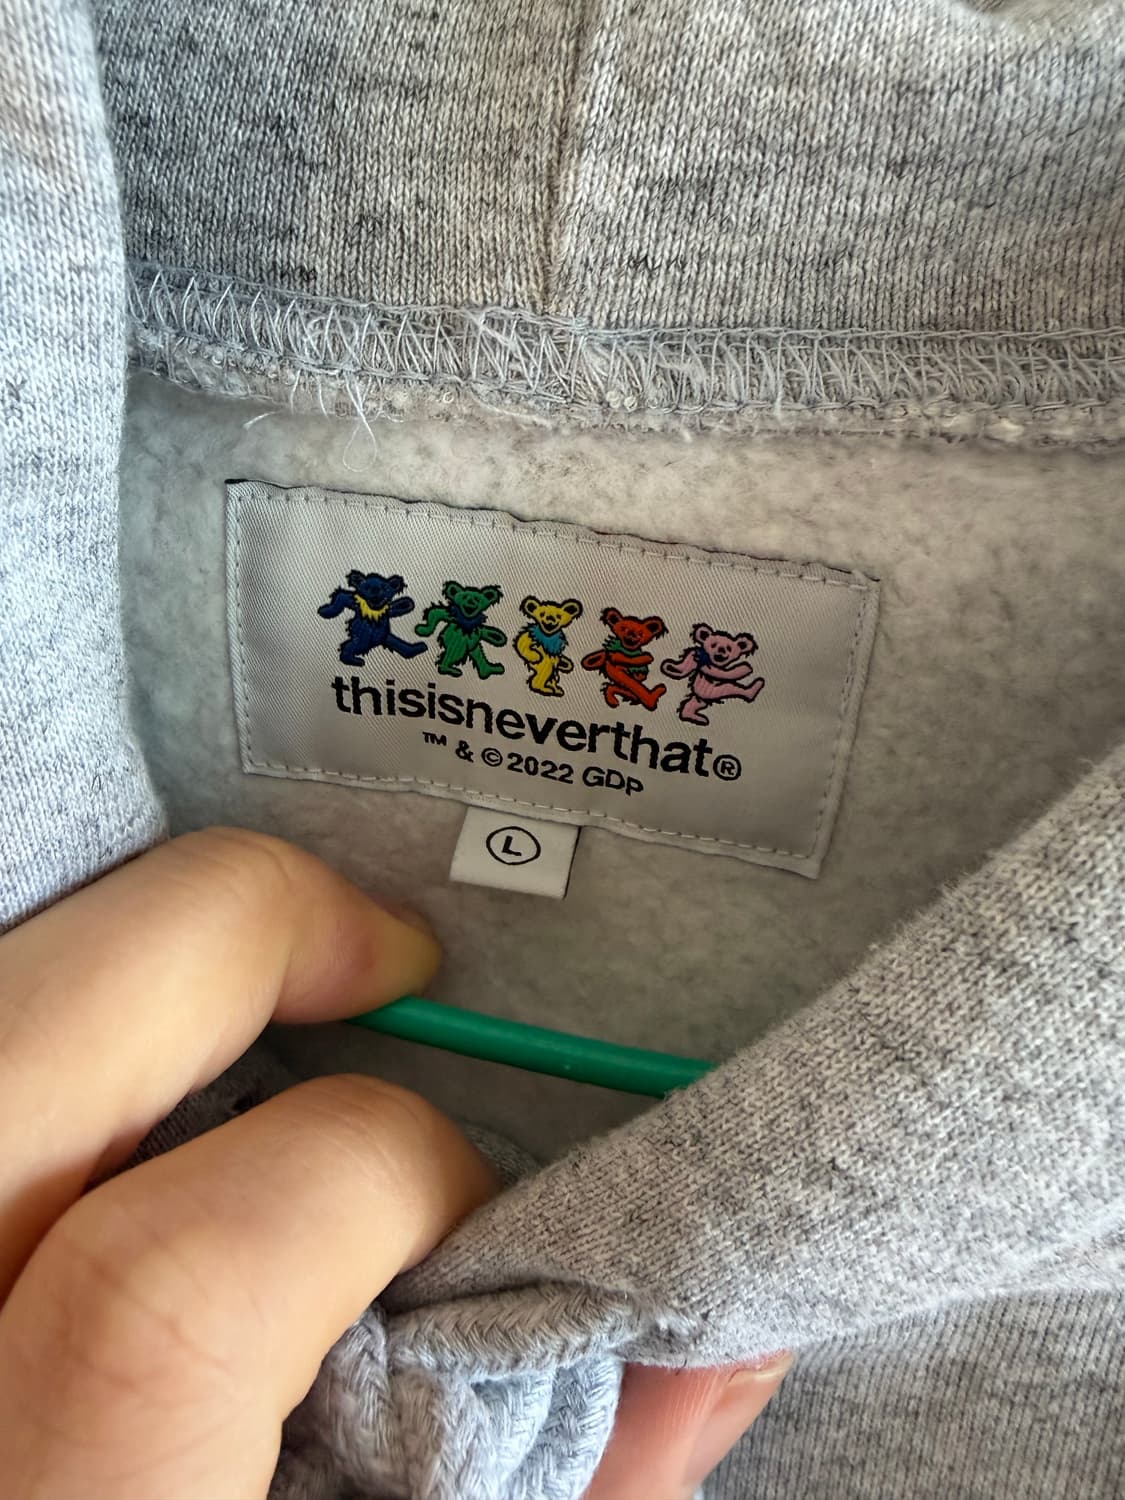 thisisneverthat®
™ & © 2022 GDP
L